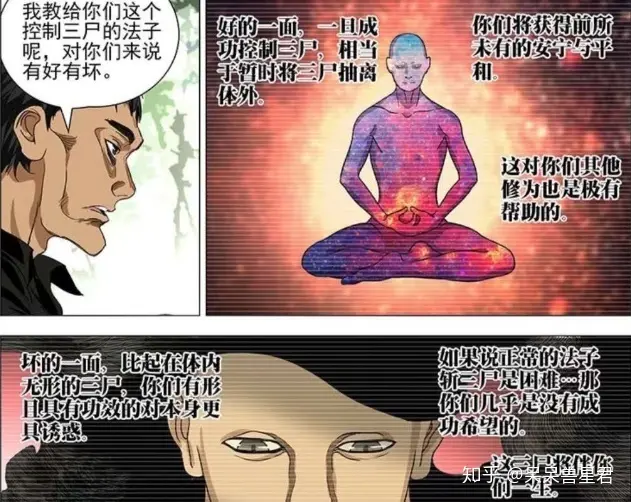 我教给你们这个
控制三尸的法子
呢，对你们来说
有好有坏。
好的一面，一旦成
功控制三尸，相当
于暂时将三尸抽离
体外。
你们将获得前所
未有的安宁与平
和。
这对你们其他
修为也是极有
帮助的。
坏的一面，比起在体内
无形的三尸，你们有形
且具有功效的对本身更
具诱惑。
如果说正常的法子
斩三尸是困难…那
你们几乎是没有成
功希望的。
这三尸将伴你
们一生
知乎 @呆呆兽星君